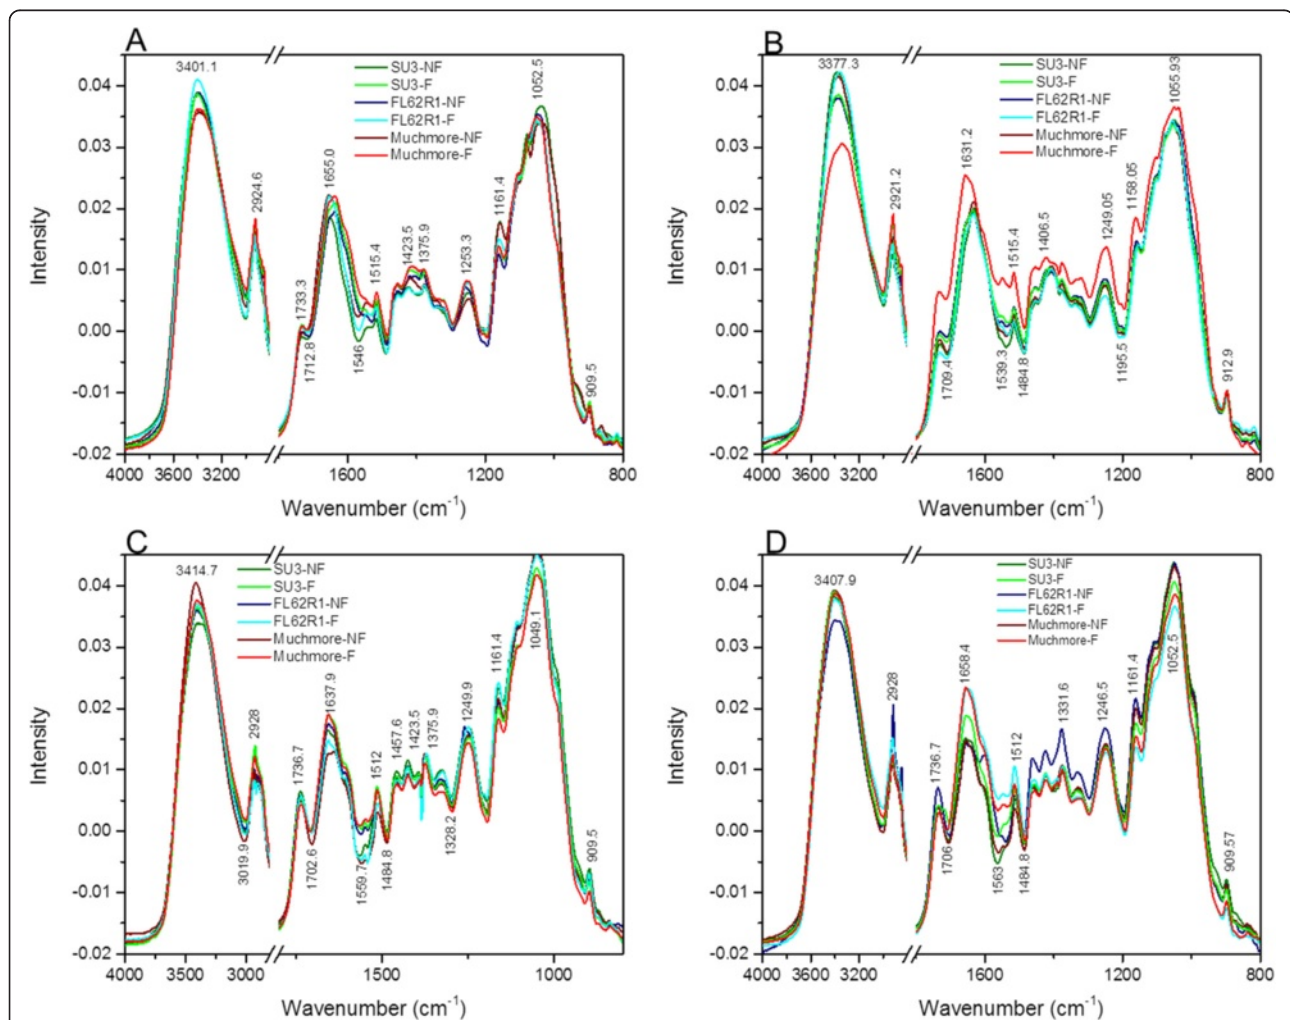 A
B
3401.1
2924.6
1733.3
1712.8
1655.0
1546
1515.4
1423.5
1375.9
1253.3
1161.4
1052.5
909.5
SU3-NF
SU3-F
FL62R1-NF
FL62R1-F
Muchmore-NF
Muchmore-F
Intensity
0.04
0.03
0.02
0.01
0.00
-0.01
-0.02
4000
3600
3200
1600
1200
800
Wavenumber (cm-1)
3377.3
2921.2
1709.4
1631.2
1539.3
1515.4
1484.8
1406.5
1249.05
1195.5
1158.05
1055.93
912.9
SU3-NF
SU3-F
FL62R1-NF
FL62R1-F
Muchmore-NF
Muchmore-F
Intensity
0.04
0.03
0.02
0.01
0.00
-0.01
-0.02
4000
3600
3200
1600
1200
800
Wavenumber (cm-1)
C
D
3414.7
3019.9
2928
1736.7
1702.6
1637.9
1559.7
1512
1484.8
1457.6
1423.5
1375.9
1328.2
1249.9
1161.4
1049.1
909.5
SU3-NF
SU3-F
FL62R1-NF
FL62R1-F
Muchmore-NF
Muchmore-F
Intensity
0.04
0.03
0.02
0.01
0.00
-0.01
-0.02
4000
3500
3000
1500
1000
Wavenumber (cm-1)
3407.9
2928
1736.7
1706
1658.4
1563
1512
1484.8
1331.6
1246.5
1161.4
1052.5
909.57
SU3-NF
SU3-F
FL62R1-NF
FL62R1-F
Muchmore-NF
Muchmore-F
Intensity
0.04
0.03
0.02
0.01
0.00
-0.01
-0.02
4000
3600
3200
1600
1200
800
Wavenumber (cm-1)